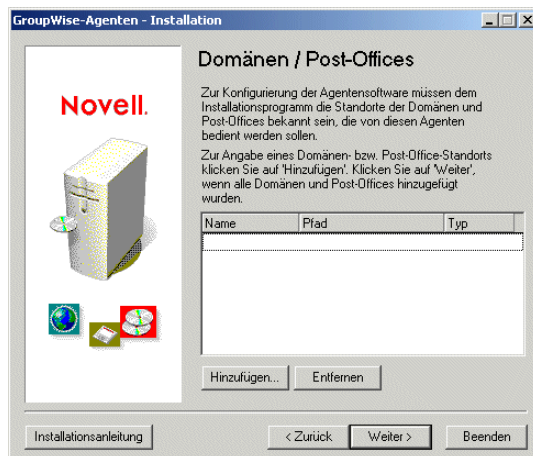 GroupWise-Agenten - Installation
Novell.
Domänen / Post-Offices
Zur Konfigurierung der Agentensoftware müssen dem
Installationsprogramm die Standorte der Domänen und
Post-Offices bekannt sein, die von diesen Agenten
bedient werden sollen.
Zur Angabe eines Domänen- bzw. Post-Office-Standorts
klicken Sie auf 'Hinzufügen'. Klicken Sie auf 'Weiter',
wenn alle Domänen und Post-Offices hinzugefügt
wurden.
Name Pfad Typ
Hinzufügen... Entfernen
Installationsanleitung < Zurück Weiter > Beenden